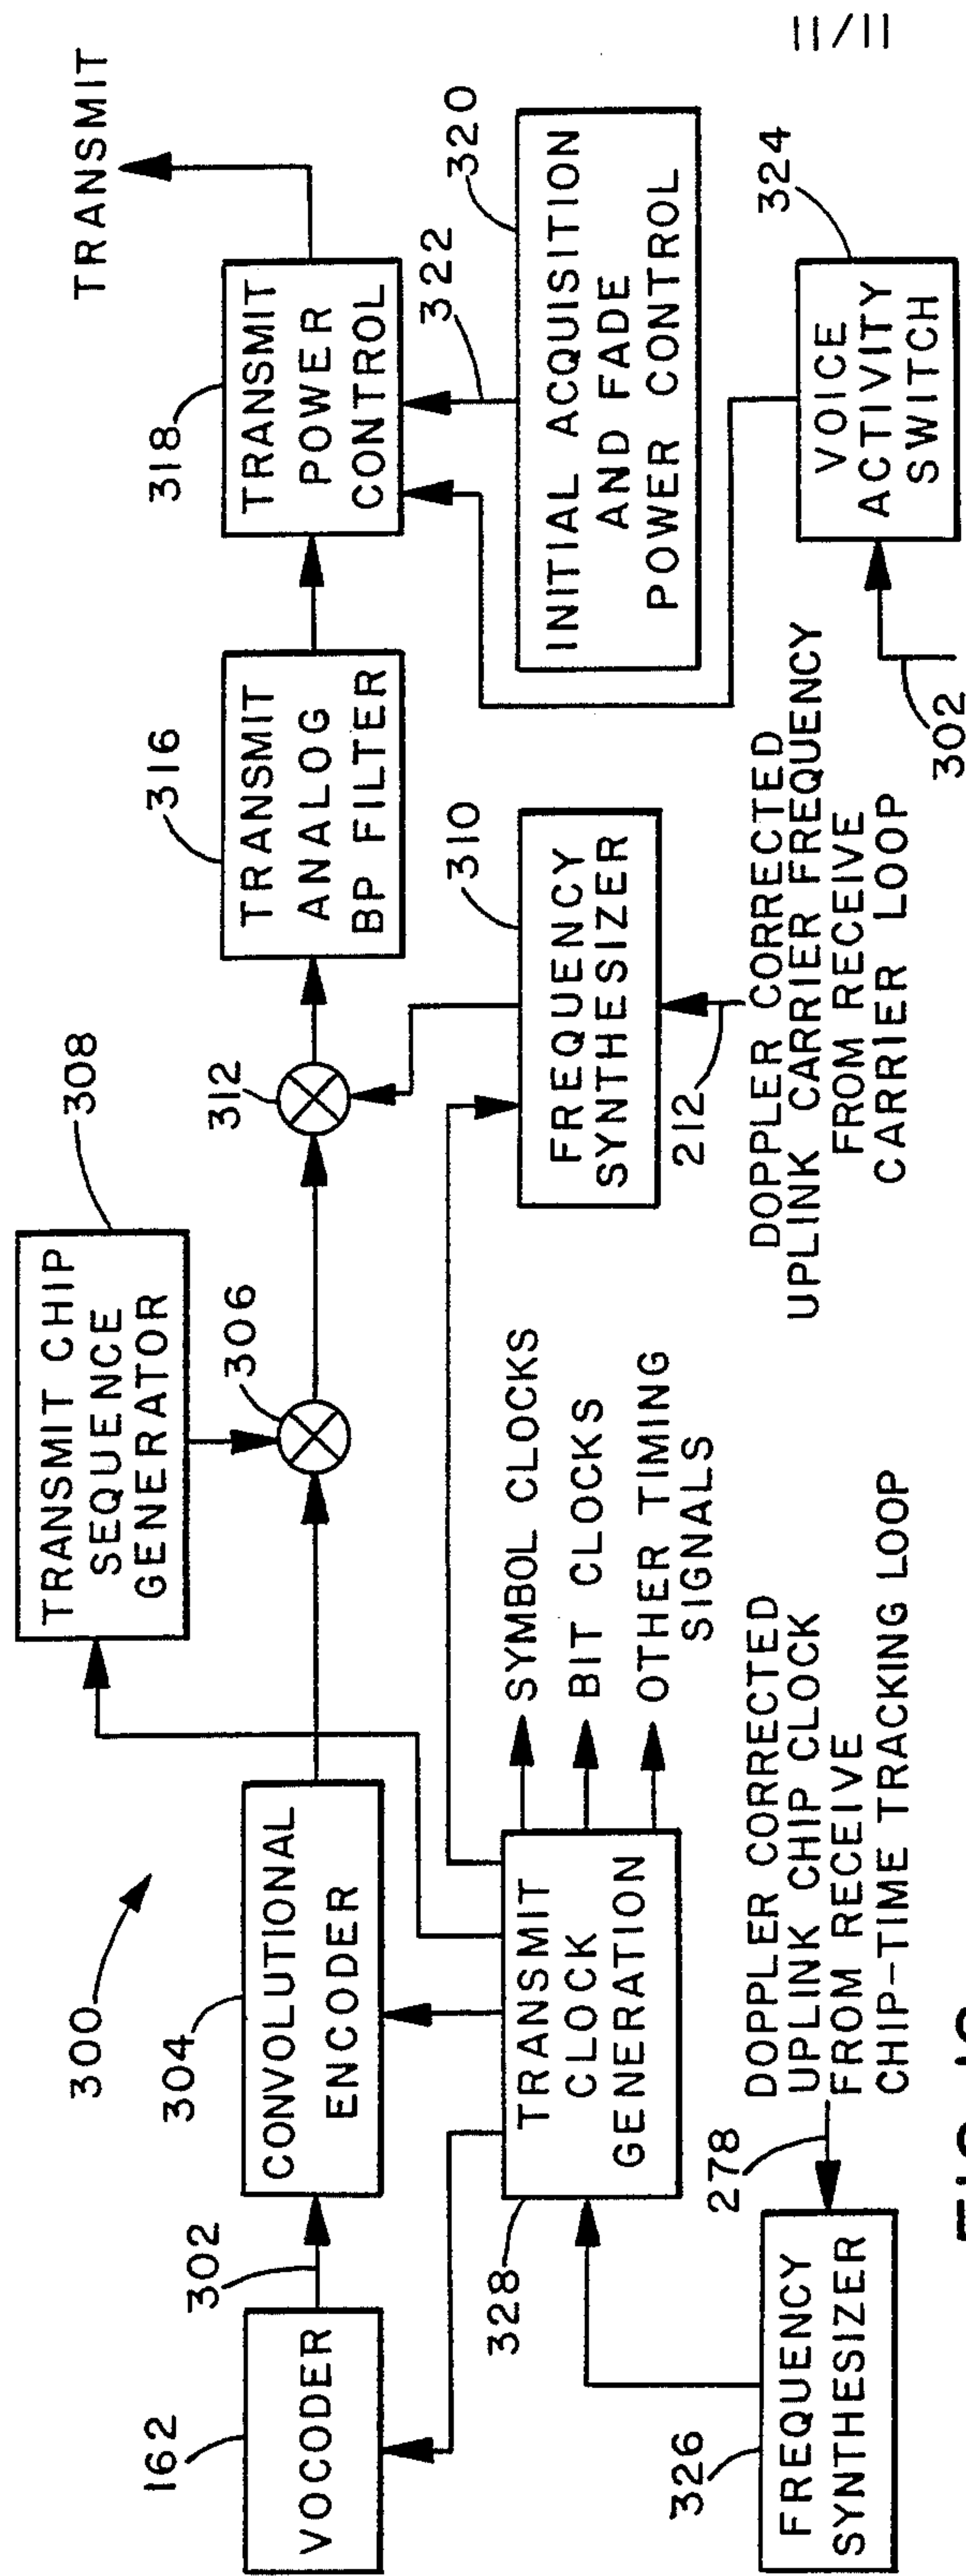 300
162
VOCODER
302
304
CONVOLUTIONAL
ENCODER
TRANSMIT CHIP
SEQUENCE
GENERATOR
308
306
312
316
TRANSMIT
ANALOG
BP FILTER
318
TRANSMIT
POWER
CONTROL
TRANSMIT
322
320
INITIAL ACQUISITION
AND FADE
POWER CONTROL
328
TRANSMIT
CLOCK
GENERATION
SYMBOL CLOCKS
BIT CLOCKS
OTHER TIMING
SIGNALS
310
FREQUENCY
SYNTHESIZER
212
DOPPLER CORRECTED
UPLINK CARRIER FREQUENCY
FROM RECEIVE
CARRIER LOOP
324
VOICE
ACTIVITY
SWITCH
302
326
FREQUENCY
SYNTHESIZER
278
DOPPLER CORRECTED
UPLINK CHIP CLOCK
FROM RECEIVE
CHIP-TIME TRACKING LOOP
11/11